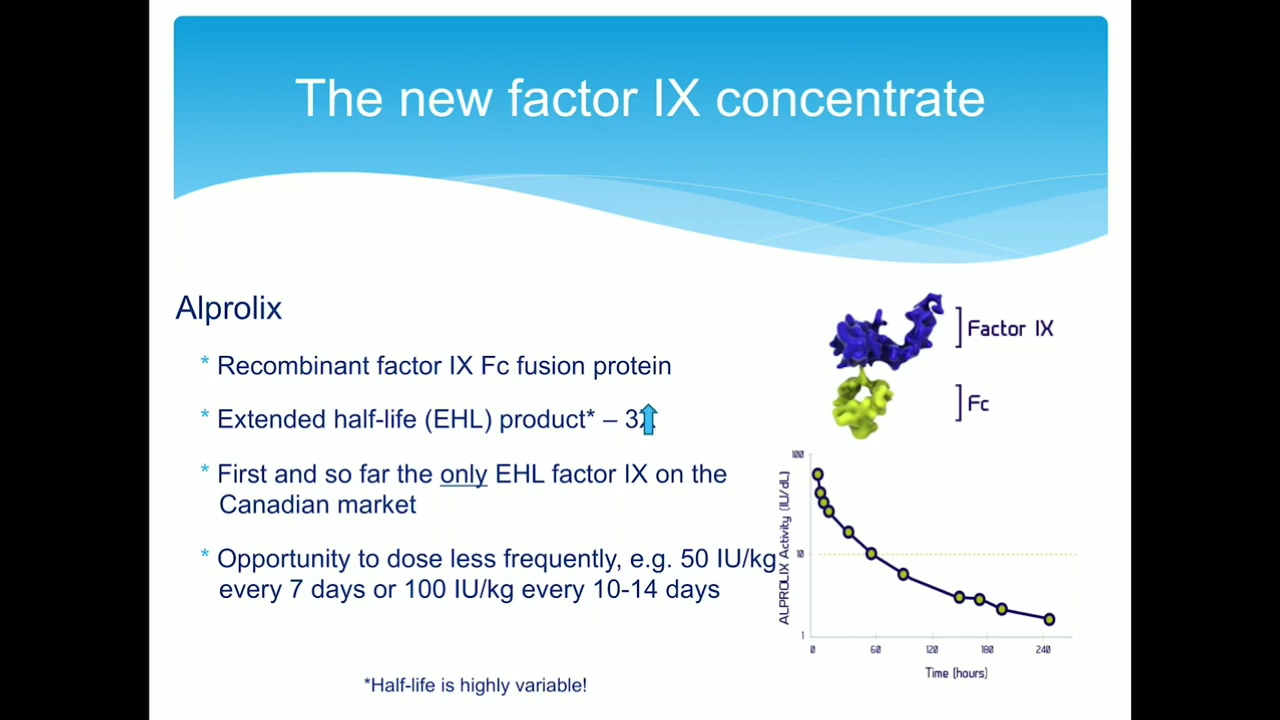 The new factor IX concentrate
Alprolix
* Recombinant factor IX Fc fusion protein
* Extended half-life (EHL) product* – 3X
* First and so far the only EHL factor IX on the
Canadian market
* Opportunity to dose less frequently, e.g. 50 IU/kg
every 7 days or 100 IU/kg every 10-14 days
*Half-life is highly variable!
Factor IX
Fc
ALPROLIX Activity (IU/dL)
100
10
1
0 60 120 180 240
Time (hours)